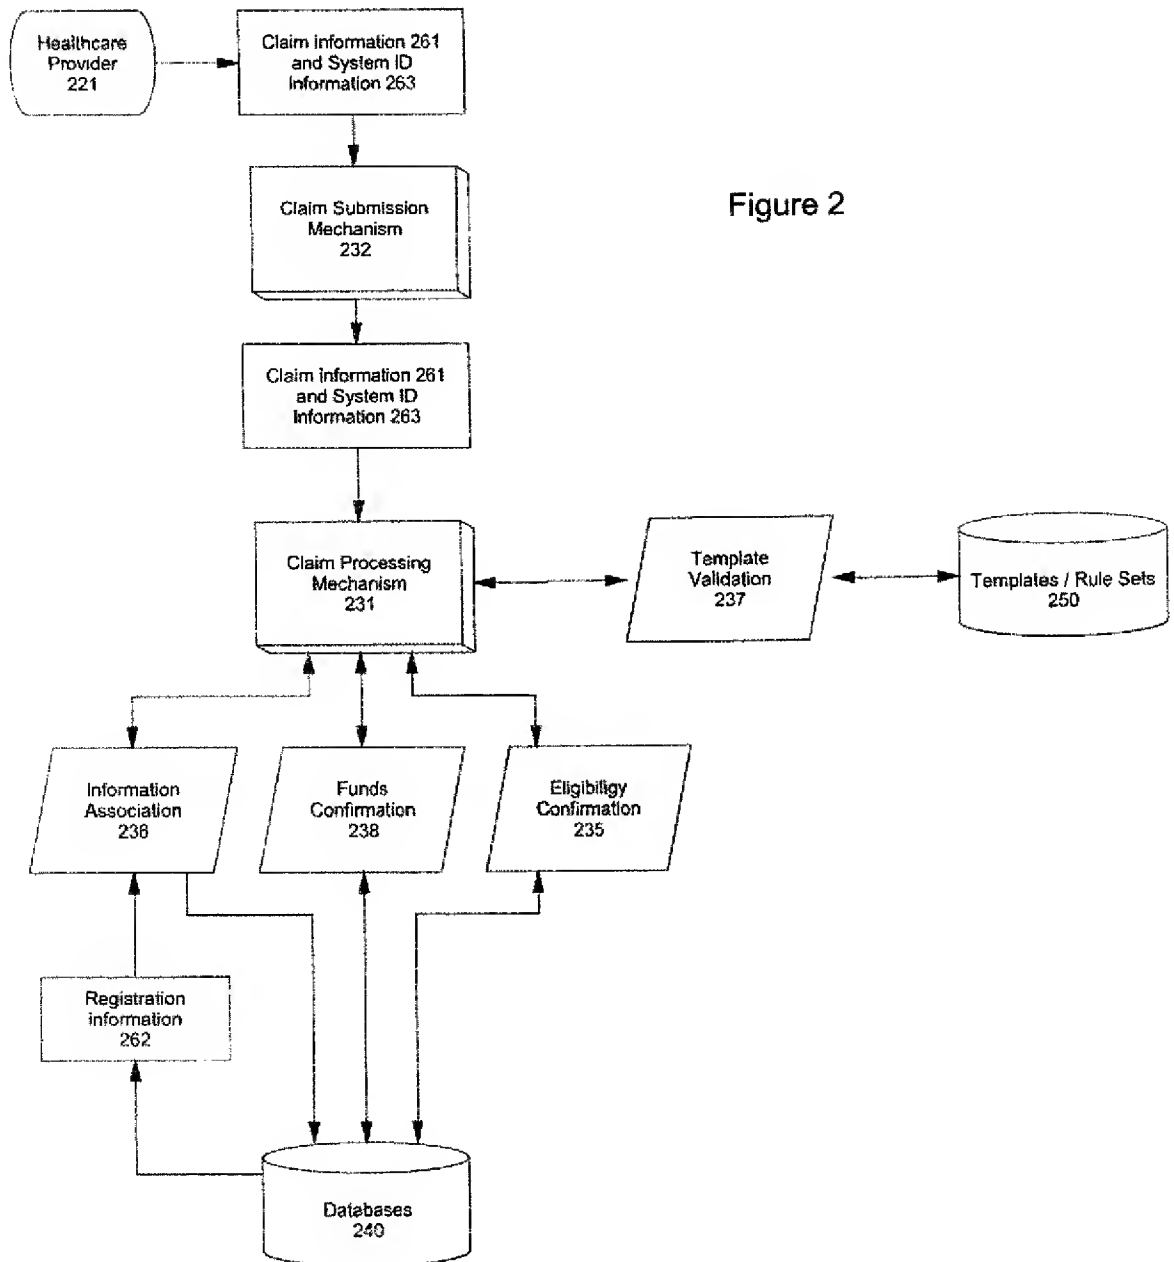 Healthcare
Provider
221
Claim information 261
and System ID
Information 263
Claim Submission
Mechanism
232
Figure 2
Claim information 261
and System ID
Information 263
Claim Processing
Mechanism
231
Template
Validation
237
Templates / Rule Sets
250
Information
Association
236
Funds
Confirmation
238
Eligibiligy
Confirmation
235
Registration
information
262
Databases
240